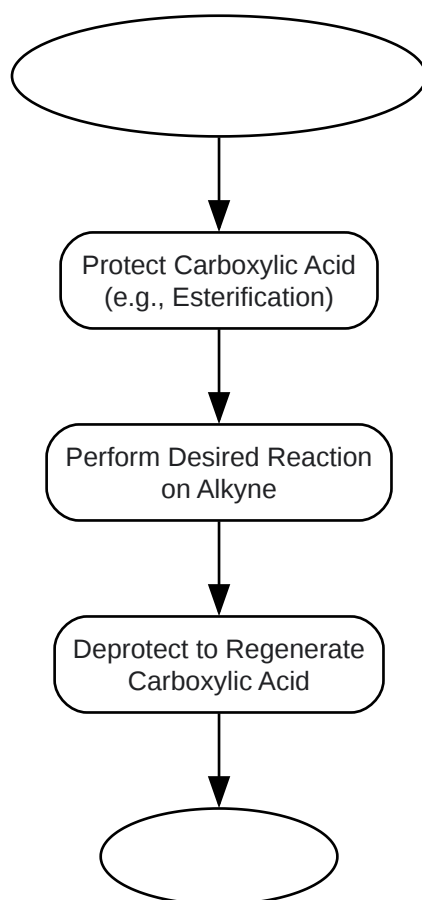 Protect Carboxylic Acid
(e.g., Esterification)
Perform Desired Reaction
on Alkyne
Deprotect to Regenerate
Carboxylic Acid